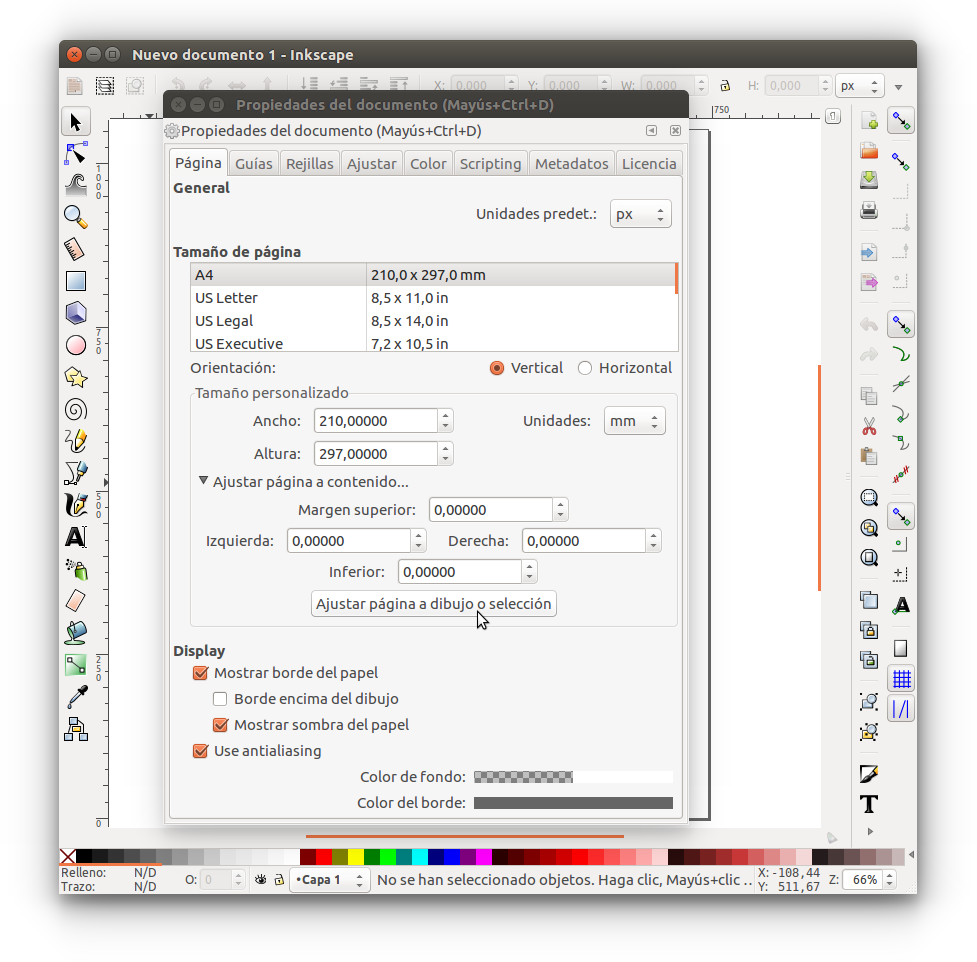 Nuevo documento 1 - Inkscape
X: 0,000 Y: 0,000 W: 0,000 H: 0,000 px
Propiedades del documento (Mayús+Ctrl+D)
750
Propiedades del documento (Mayús+Ctrl+D)
Página Guías Rejillas Ajustar Color Scripting Metadatos Licencia
General
Unidades predet.: px
Tamaño de página
A4 210,0 x 297,0 mm
US Letter 8,5 x 11,0 in
US Legal 8,5 x 14,0 in
US Executive 7,2 x 10,5 in
Orientación: Vertical Horizontal
Tamaño personalizado
Ancho: 210,00000 Unidades: mm
Altura: 297,00000
Ajustar página a contenido...
Margen superior: 0,00000
Izquierda: 0,00000 Derecha: 0,00000
Inferior: 0,00000
Ajustar página a dibujo o selección
Display
Mostrar borde del papel
Borde encima del dibujo
Mostrar sombra del papel
Use antialiasing
Color de fondo:
Color del borde:
1000
750
500
250
0
Relleno: N/D
Trazo: N/D
O: 0
•Capa 1
No se han seleccionado objetos. Haga clic, Mayús+clic ..
X: -108,44
Y: 511,67
Z: 66%